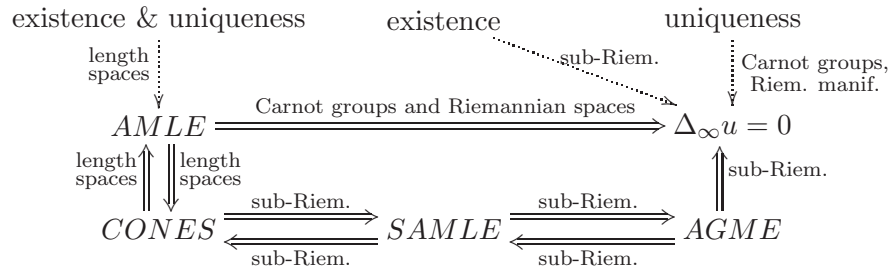 existence & uniqueness existence uniqueness
length
spaces
sub-Riem.
Carnot groups,
Riem. manif.
Carnot groups and Riemannian spaces
AMLE Δ∞u = 0
length
spaces
length
spaces
sub-Riem.
sub-Riem. sub-Riem.
CONES SAMLE AGME
sub-Riem. sub-Riem.